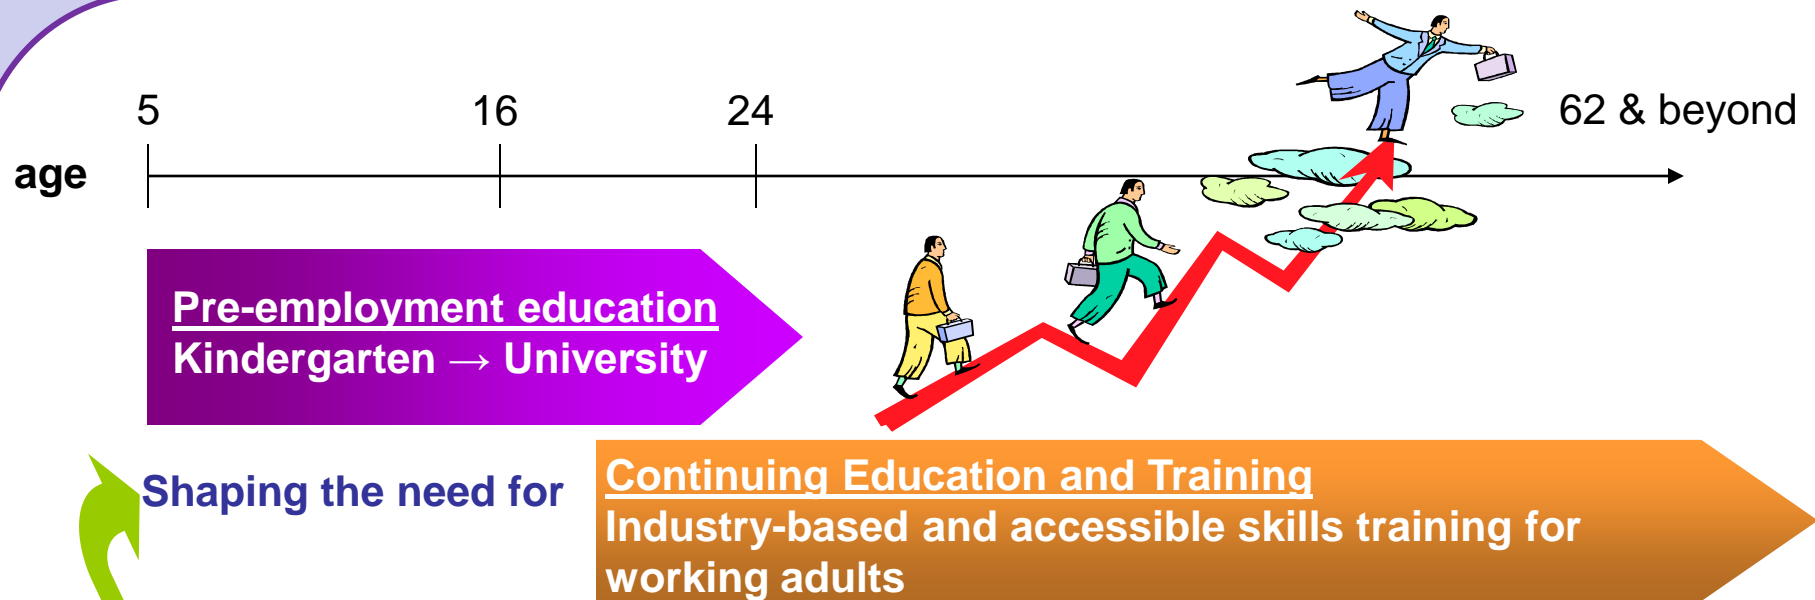 5
16
24
62 & beyond
age
Pre-employment education
Kindergarten → University
Shaping the need for
Continuing Education and Training
Industry-based and accessible skills training for
working adults